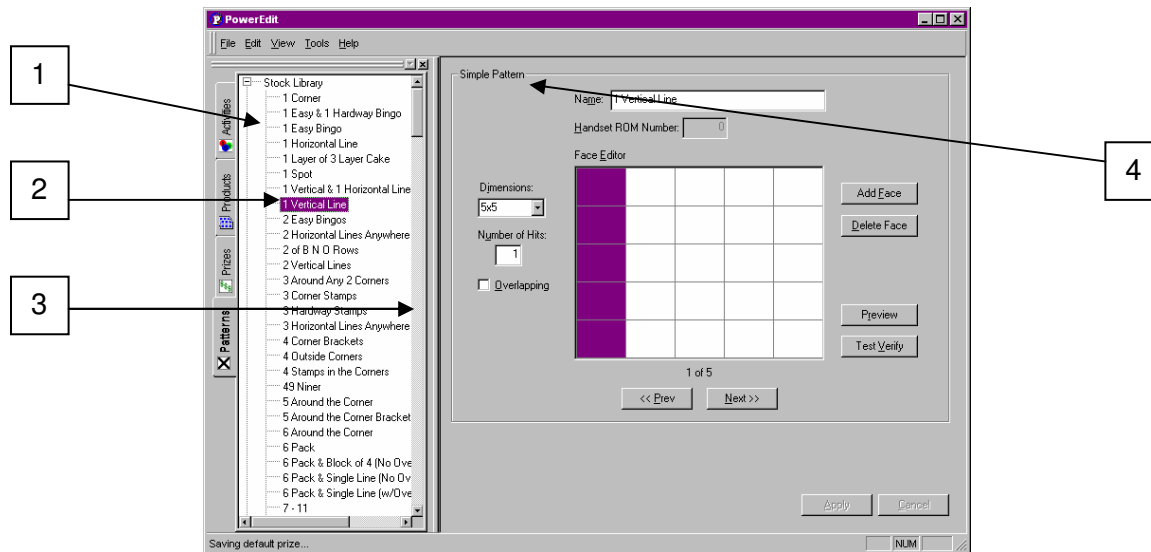 PowerEdit
File Edit View Tools Help
1
2
3
4
Activities
Products
Prizes
Patterns
Stock Library
1 Corner
1 Easy & 1 Hardway Bingo
1 Easy Bingo
1 Horizontal Line
1 Layer of 3 Layer Cake
1 Spot
1 Vertical & 1 Horizontal Line
1 Vertical Line
2 Easy Bingos
2 Horizontal Lines Anywhere
2 of B N O Rows
2 Vertical Lines
3 Around Any 2 Corners
3 Corner Stamps
3 Hardway Stamps
3 Horizontal Lines Anywhere
4 Corner Brackets
4 Outside Corners
4 Stamps in the Corners
49 Niner
5 Around the Corner
5 Around the Corner Bracket
6 Around the Corner
6 Pack
6 Pack & Block of 4 (No Ove
6 Pack & Single Line (No Ov
6 Pack & Single Line (w/Ove
7 - 11
Simple Pattern
Name: 1 Vertical Line
Handset ROM Number: 0
Face Editor
Dimensions:
5x5
Number of Hits:
1
Overlapping
Add Face
Delete Face
Preview
Test Verify
1 of 5
<< Prev Next >>
Apply Cancel
Saving default prize... NUM